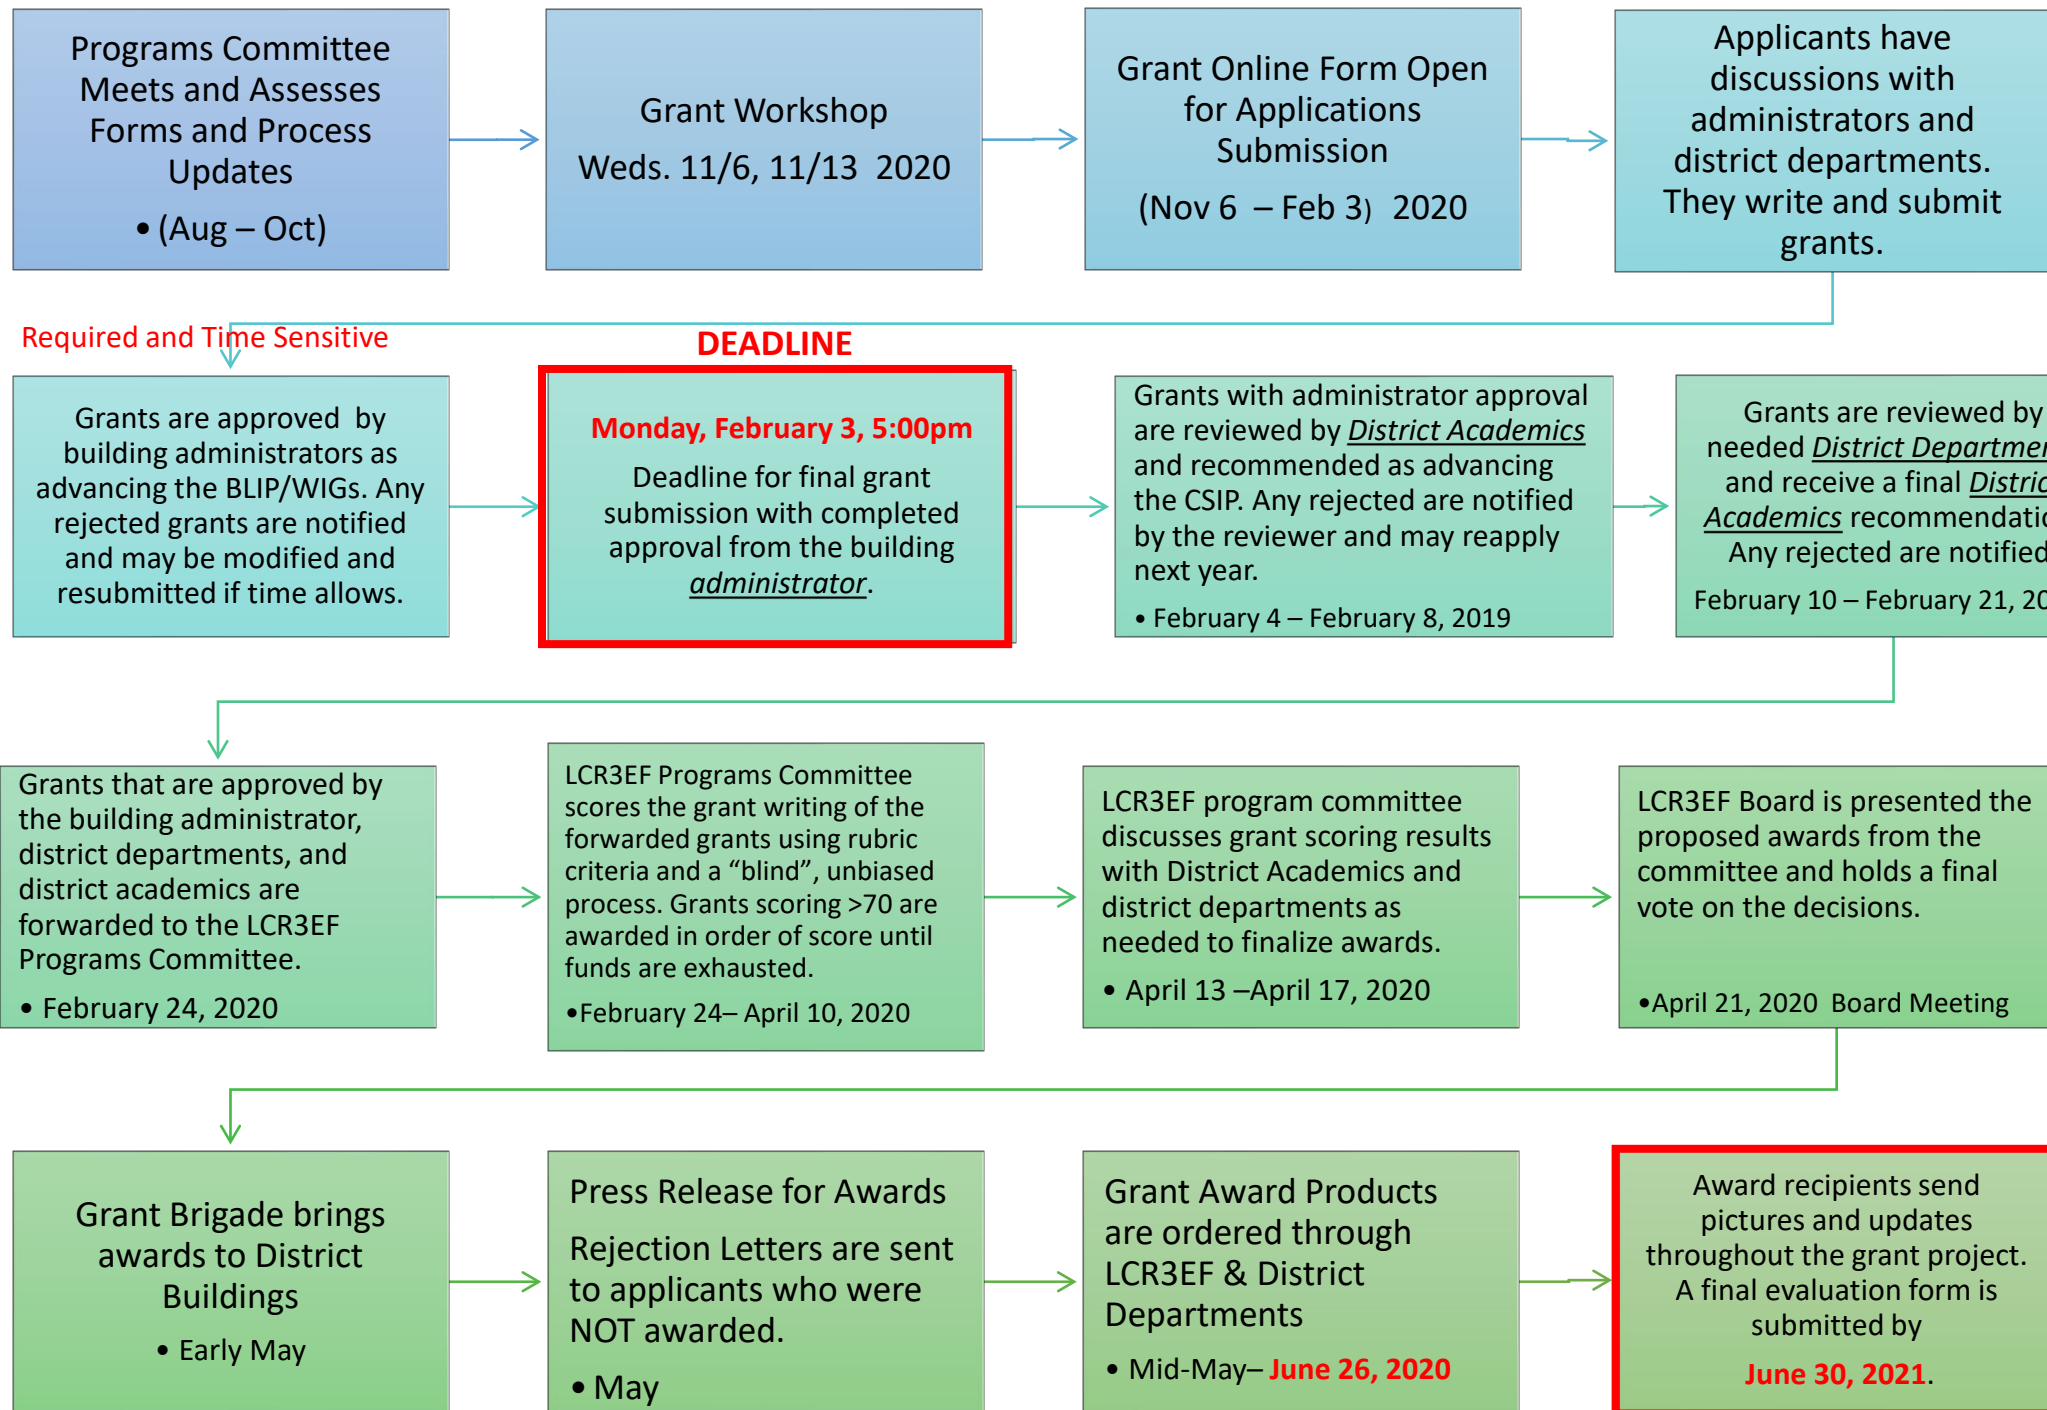 Programs Committee
Meets and Assesses
Forms and Process
Updates
• (Aug – Oct)
Grant Workshop
Weds. 11/6, 11/13 2020
Grant Online Form Open
for Applications
Submission
(Nov 6 – Feb 3) 2020
Applicants have
discussions with
administrators and
district departments.
They write and submit
grants.
Required and Time Sensitive
Grants are approved by
building administrators as
advancing the BLIP/WIGs. Any
rejected grants are notified
and may be modified and
resubmitted if time allows.
DEADLINE
Monday, February 3, 5:00pm
Deadline for final grant
submission with completed
approval from the building
administrator.
Grants with administrator approval
are reviewed by District Academics
and recommended as advancing
the CSIP. Any rejected are notified
by the reviewer and may reapply
next year.
• February 4 – February 8, 2019
Grants are reviewed by
needed District
and receive a final
Academics
Any rejected are notified
February 10 – February 21,
Grants that are approved by
the building administrator,
district departments, and
district academics are
forwarded to the LCR3EF
Programs Committee.
• February 24, 2020
LCR3EF Programs Committee
scores the grant writing of the
forwarded grants using rubric
criteria and a “blind”, unbiased
process. Grants scoring >70 are
awarded in order of score until
funds are exhausted.
•February 24– April 10, 2020
LCR3EF program committee
discusses grant scoring results
with District Academics and
district departments as
needed to finalize awards.
• April 13 –April 17, 2020
LCR3EF Board is presented the
proposed awards from the
committee and holds a final
vote on the decisions.
•April 21, 2020 Board Meeting
Grant Brigade brings
awards to District
Buildings
• Early May
Press Release for Awards
Rejection Letters are sent
to applicants who were
NOT awarded.
• May
Grant Award Products
are ordered through
LCR3EF & District
Departments
• Mid-May– June 26, 2020
Award recipients send
pictures and updates
throughout the grant project.
A final evaluation form is
submitted by
June 30, 2021.